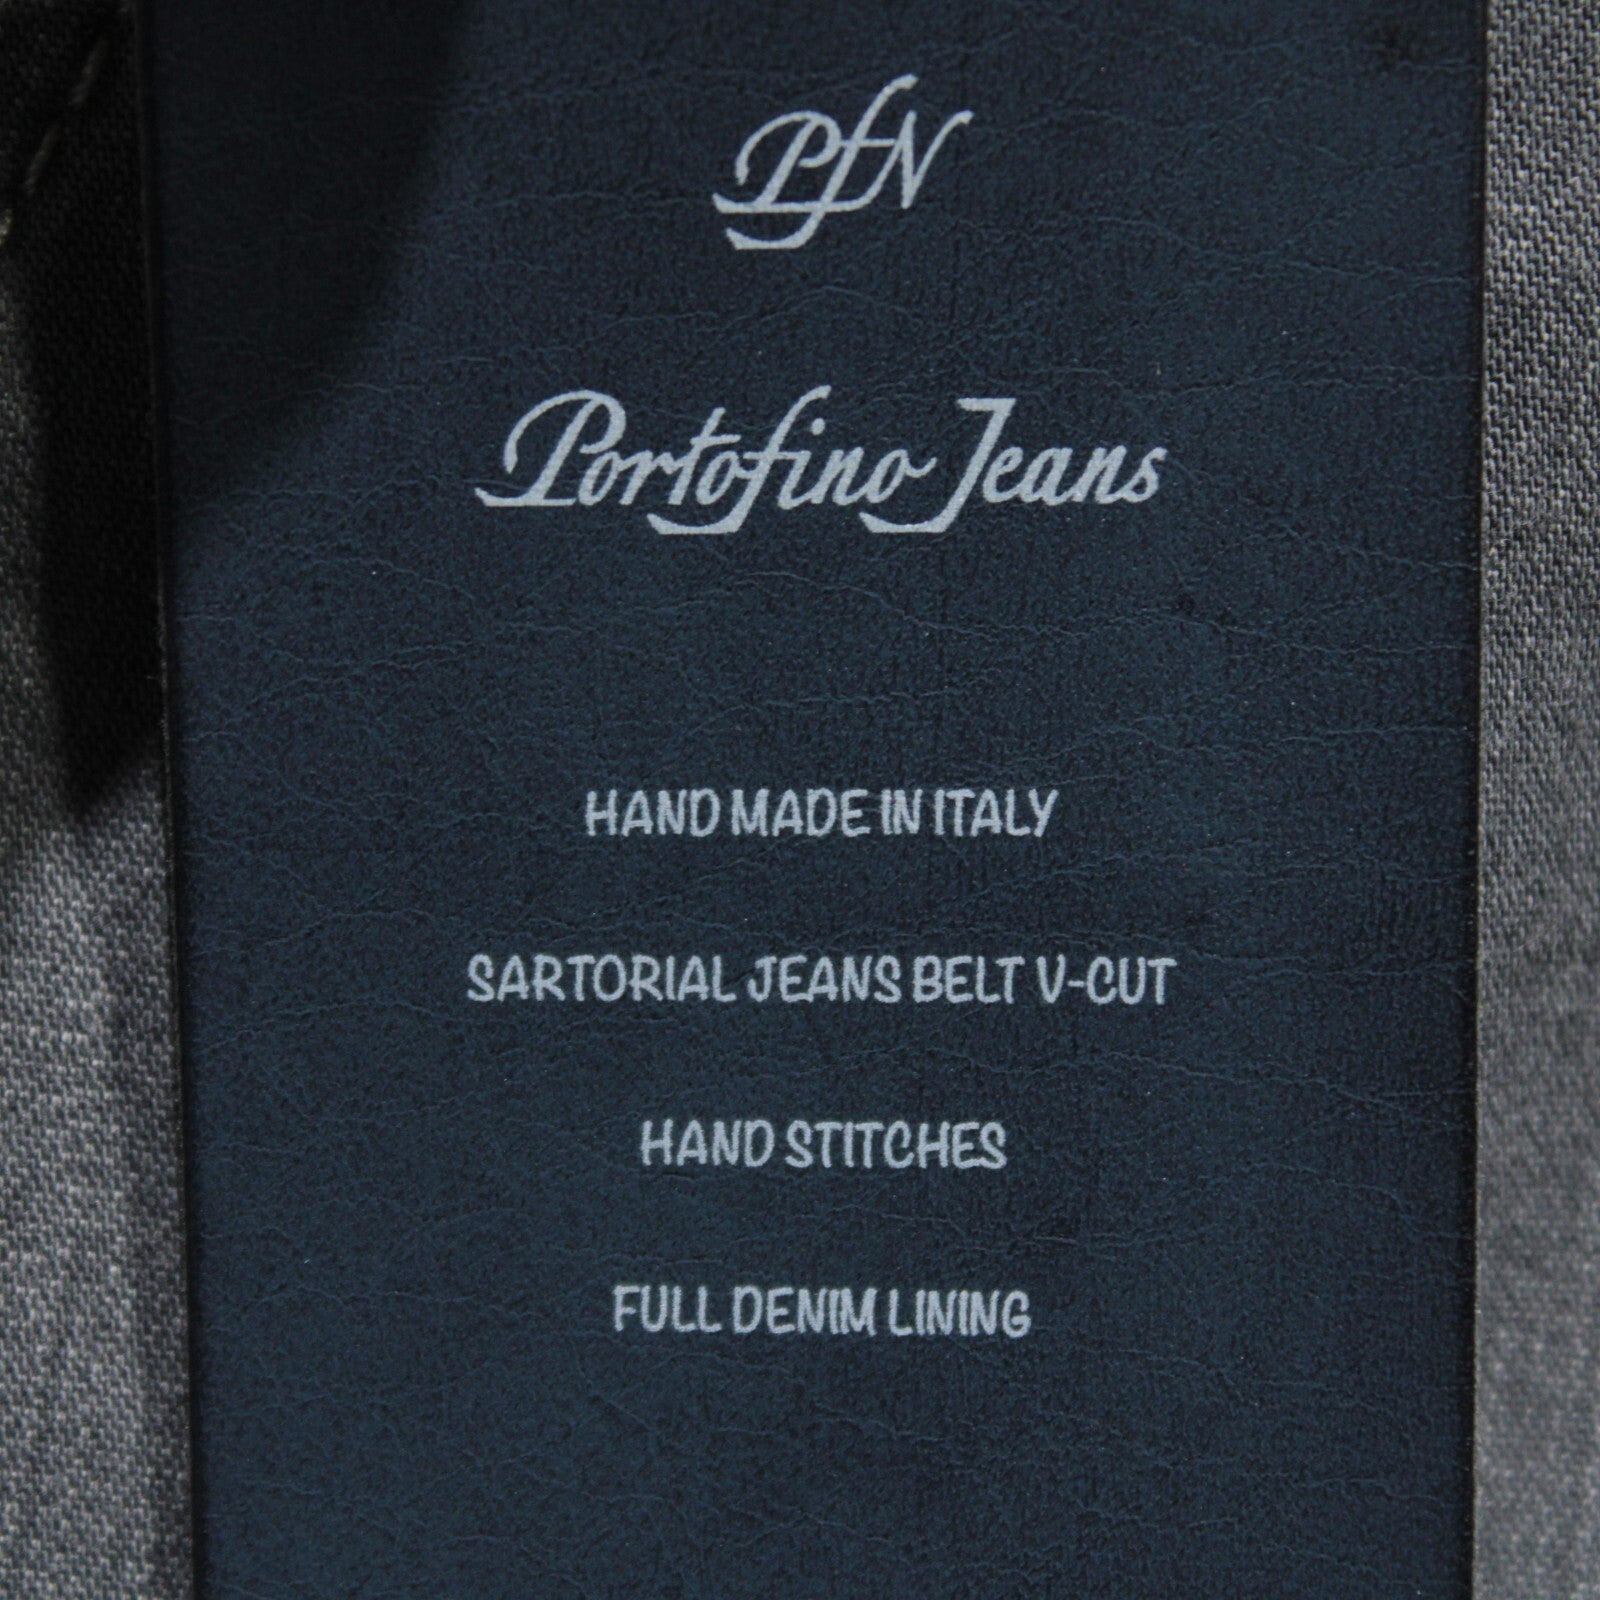 PfN
Portofino Jeans
HAND MADE IN ITALY
SARTORIAL JEANS BELT V-CUT
HAND STITCHES
FULL DENIM LINING